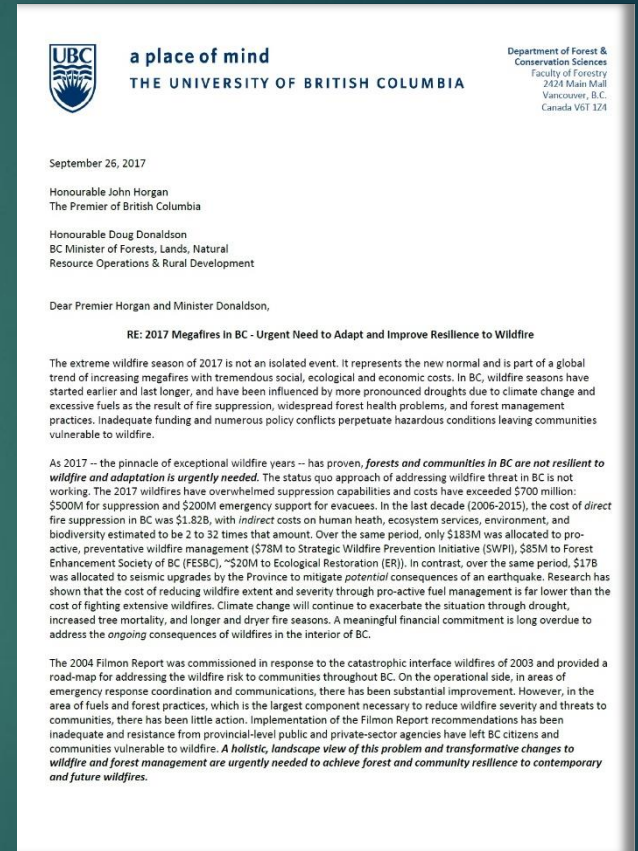 UBC
a place of mind
THE UNIVERSITY OF BRITISH COLUMBIA
Department of Forest &
Conservation Sciences
Faculty of Forestry
2424 Main Mall
Vancouver, B.C.
Canada V6T 1Z4
September 26, 2017
Honourable John Horgan
The Premier of British Columbia
Honourable Doug Donaldson
BC Minister of Forests, Lands, Natural
Resource Operations & Rural Development
Dear Premier Horgan and Minister Donaldson,
RE: 2017 Megafires in BC - Urgent Need to Adapt and Improve Resilience to Wildfire
The extreme wildfire season of 2017 is not an isolated event. It represents the new normal and is part of a global
trend of increasing megafires with tremendous social, ecological and economic costs. In BC, wildfire seasons have
started earlier and last longer, and have been influenced by more pronounced droughts due to climate change and
excessive fuels as the result of fire suppression, widespread forest health problems, and forest management
practices. Inadequate funding and numerous policy conflicts perpetuate hazardous conditions leaving communities
vulnerable to wildfire.
As 2017 -- the pinnacle of exceptional wildfire years -- has proven, forests and communities in BC are not resilient to
wildfire and adaptation is urgently needed. The status quo approach of addressing wildfire threat in BC is not
working. The 2017 wildfires have overwhelmed suppression capabilities and costs have exceeded $700 million:
$500M for suppression and $200M emergency support for evacuees. In the last decade (2006-2015), the cost of direct
fire suppression in BC was $1.82B, with indirect costs on human heath, ecosystem services, environment, and
biodiversity estimated to be 2 to 32 times that amount. Over the same period, only $183M was allocated to pro-
active, preventative wildfire management ($78M to Strategic Wildfire Prevention Initiative (SWPI), $85M to Forest
Enhancement Society of BC (FESBC), ~$20M to Ecological Restoration (ER)). In contrast, over the same period, $17B
was allocated to seismic upgrades by the Province to mitigate potential consequences of an earthquake. Research has
shown that the cost of reducing wildfire extent and severity through pro-active fuel management is far lower than the
cost of fighting extensive wildfires. Climate change will continue to exacerbate the situation through drought,
increased tree mortality, and longer and dryer fire seasons. A meaningful financial commitment is long overdue to
address the ongoing consequences of wildfires in the interior of BC.
The 2004 Filmon Report was commissioned in response to the catastrophic interface wildfires of 2003 and provided a
road-map for addressing the wildfire risk to communities throughout BC. On the operational side, in areas of
emergency response coordination and communications, there has been substantial improvement. However, in the
area of fuels and forest practices, which is the largest component necessary to reduce wildfire severity and threats to
communities, there has been little action. Implementation of the Filmon Report recommendations has been
inadequate and resistance from provincial-level public and private-sector agencies have left BC citizens and
communities vulnerable to wildfire. A holistic, landscape view of this problem and transformative changes to
wildfire and forest management are urgently needed to achieve forest and community resilience to contemporary
and future wildfires.